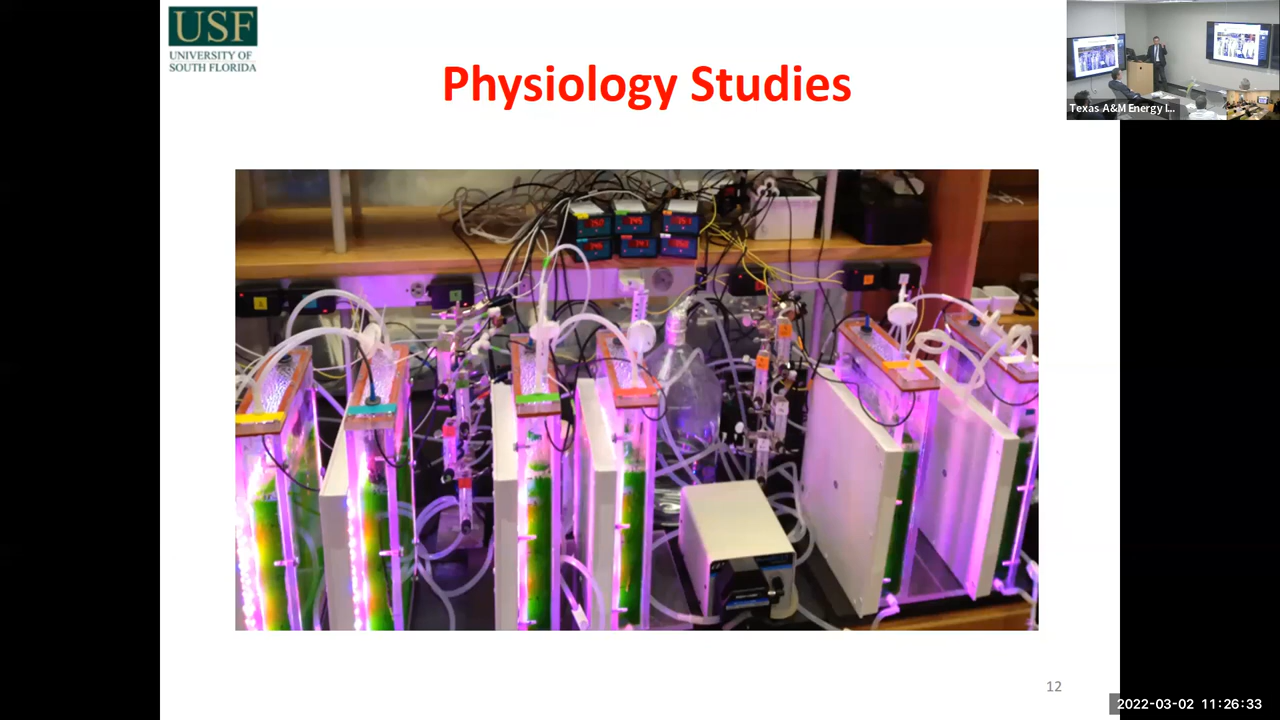 USF
UNIVERSITY OF
SOUTH FLORIDA
Physiology Studies
Texas A&M Energy I...
12
2022-03-02 11:26:33